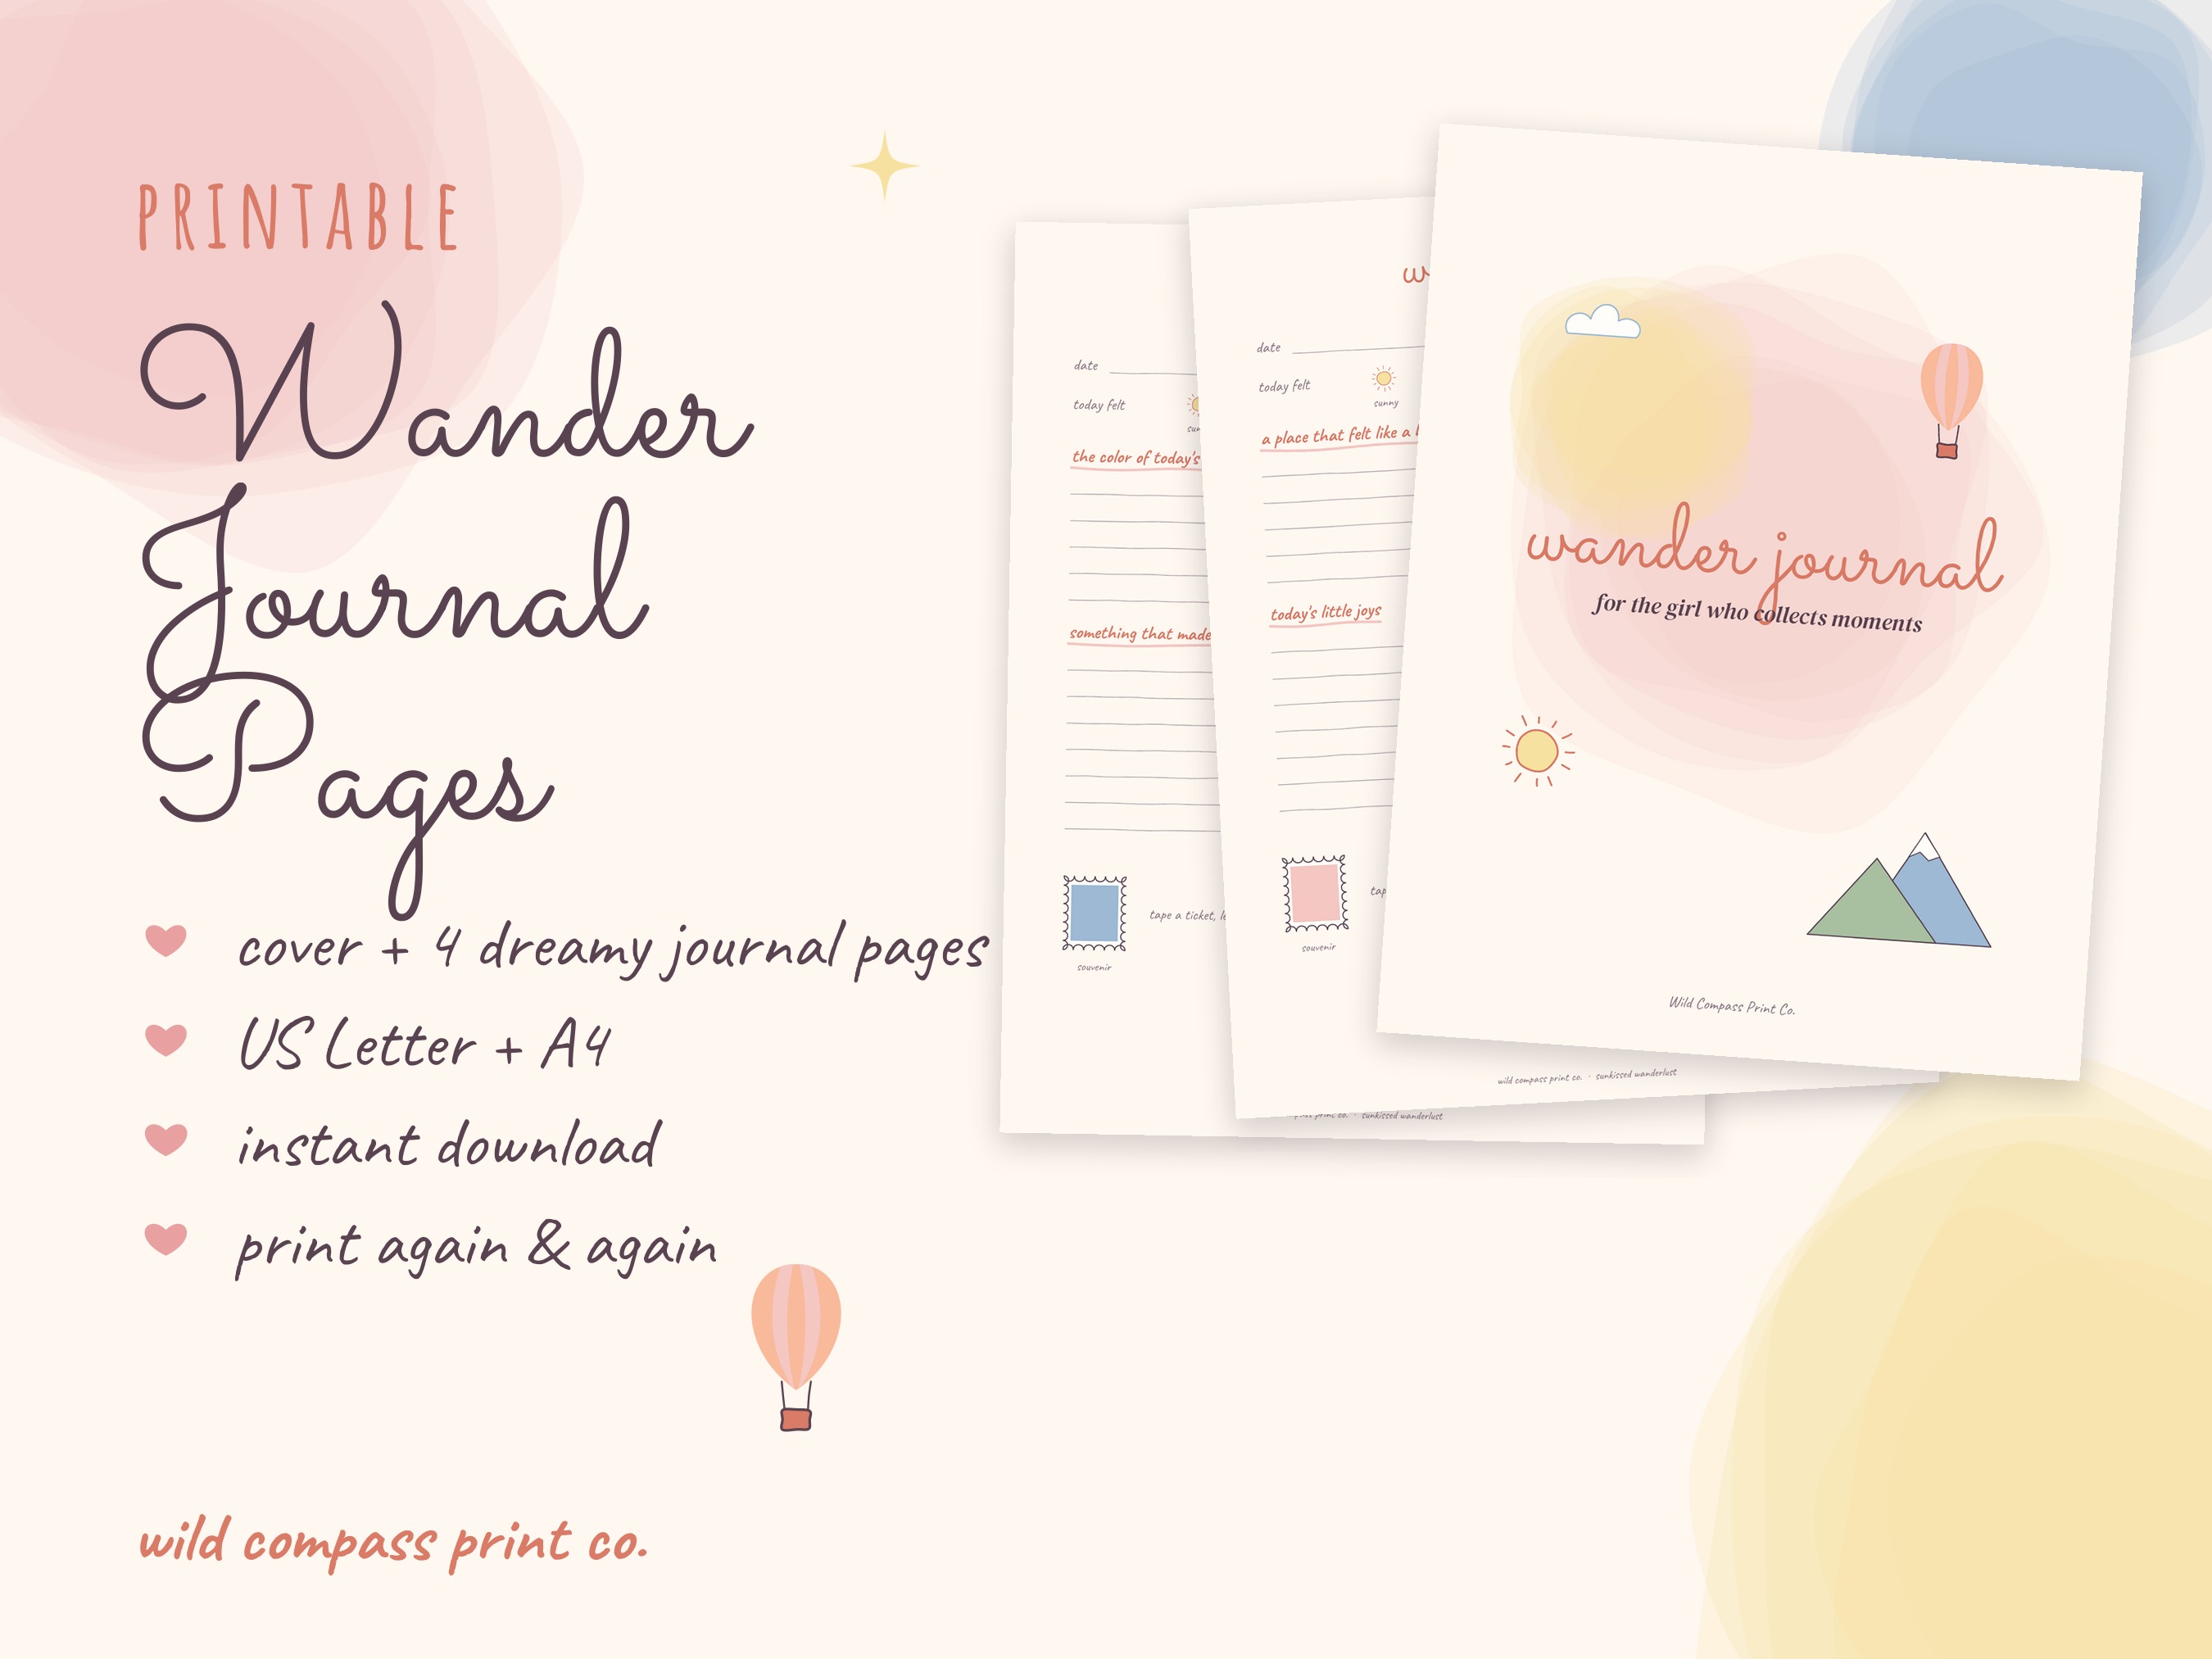 PRINTABLE
Wander
Journal
Pages
cover + 4 dreamy journal pages
US Letter + A4
instant download
print again & again
wild compass print co.
date
today felt
the color of today's
something that made
tape a ticket,
souvenir
print co. · sunkissed wanderlust
date
today felt
sunny
a place that felt like a
today's little joys
souvenir
wild compass print co. · sunkissed wanderlust
wander journal
for the girl who collects moments
Wild Compass Print Co.